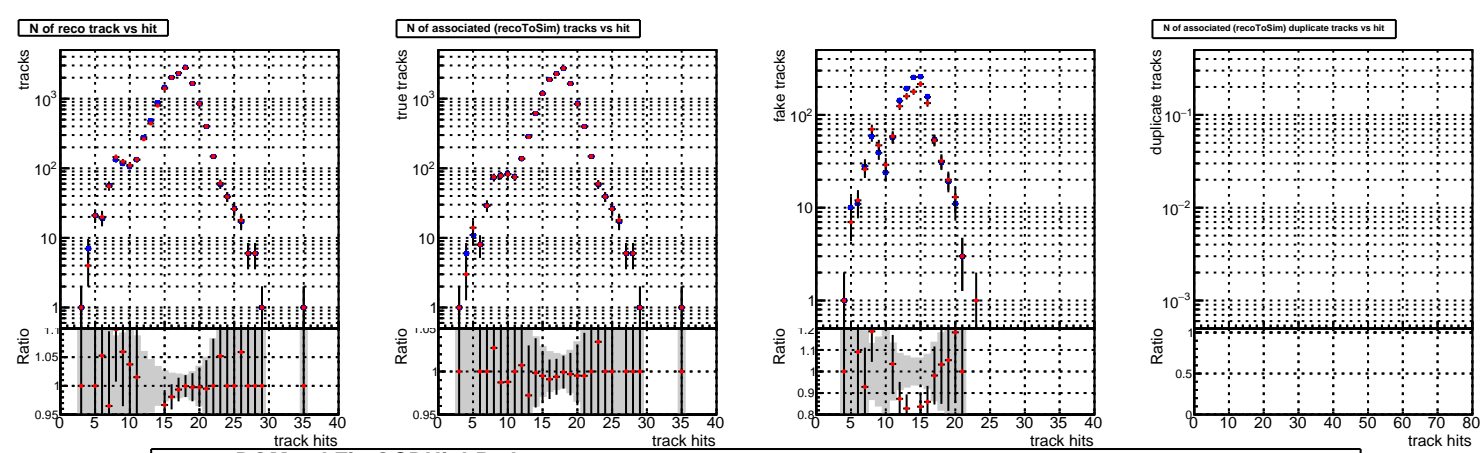 N of reco track vs hit
N of associated (recoToSim) tracks vs hit
N of associated (recoToSim) duplicate tracks vs hit
tracks
10³
10²
10
1
Ratio
1.1
1.05
1
0.95
0 5 10 15 20 25 30 35 40
track hits
true tracks
10³
10²
10
1
Ratio
1.05
1
0.95
0 5 10 15 20 25 30 35 40
track hits
fake tracks
10²
10
1
Ratio
1.2
1.1
1
0.9
0.8
0 5 10 15 20 25 30 35 40
track hits
duplicate tracks
10⁻¹
10⁻²
10⁻³
Ratio
1
0.5
0
0 10 20 30 40 50 60 70 80
track hits